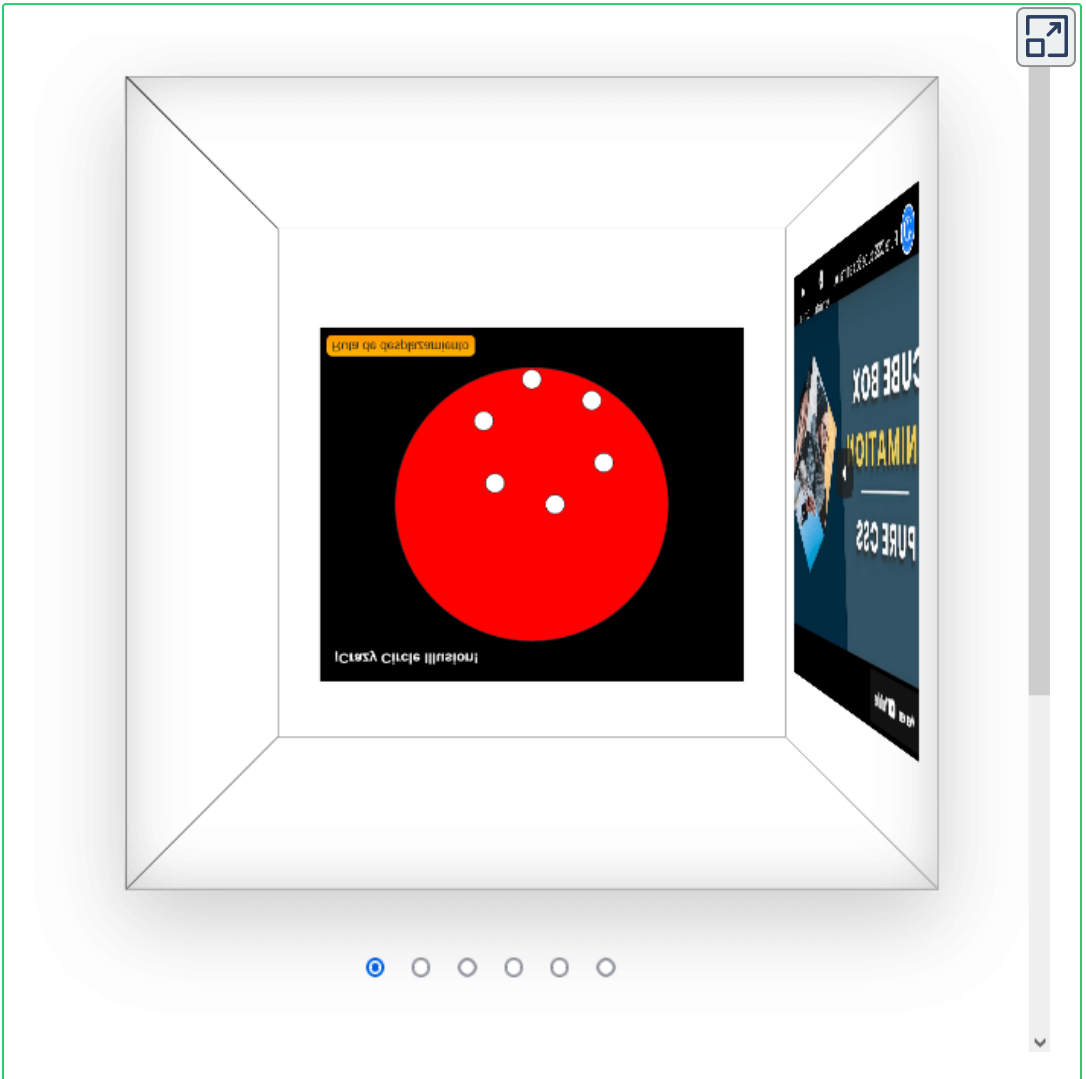 Ruta de desplazamiento
¡Crazy Circle Illusion!
CUBE BOX
NIMATION
PURE CSS